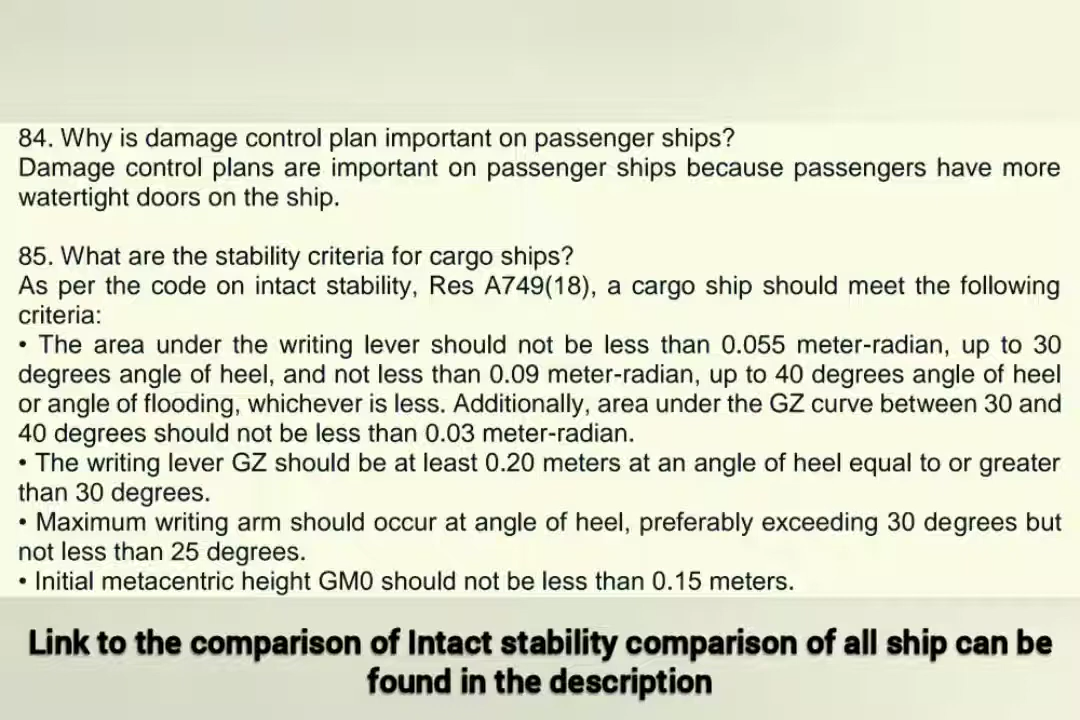 84. Why is damage control plan important on passenger ships?
Damage control plans are important on passenger ships because passengers have more
watertight doors on the ship.
85. What are the stability criteria for cargo ships?
As per the code on intact stability, Res A749(18), a cargo ship should meet the following
criteria:
• The area under the writing lever should not be less than 0.055 meter-radian, up to 30
degrees angle of heel, and not less than 0.09 meter-radian, up to 40 degrees angle of heel
or angle of flooding, whichever is less. Additionally, area under the GZ curve between 30 and
40 degrees should not be less than 0.03 meter-radian.
• The writing lever GZ should be at least 0.20 meters at an angle of heel equal to or greater
than 30 degrees.
• Maximum writing arm should occur at angle of heel, preferably exceeding 30 degrees but
not less than 25 degrees.
• Initial metacentric height GM0 should not be less than 0.15 meters.
Link to the comparison of Intact stability comparison of all ship can be
found in the description